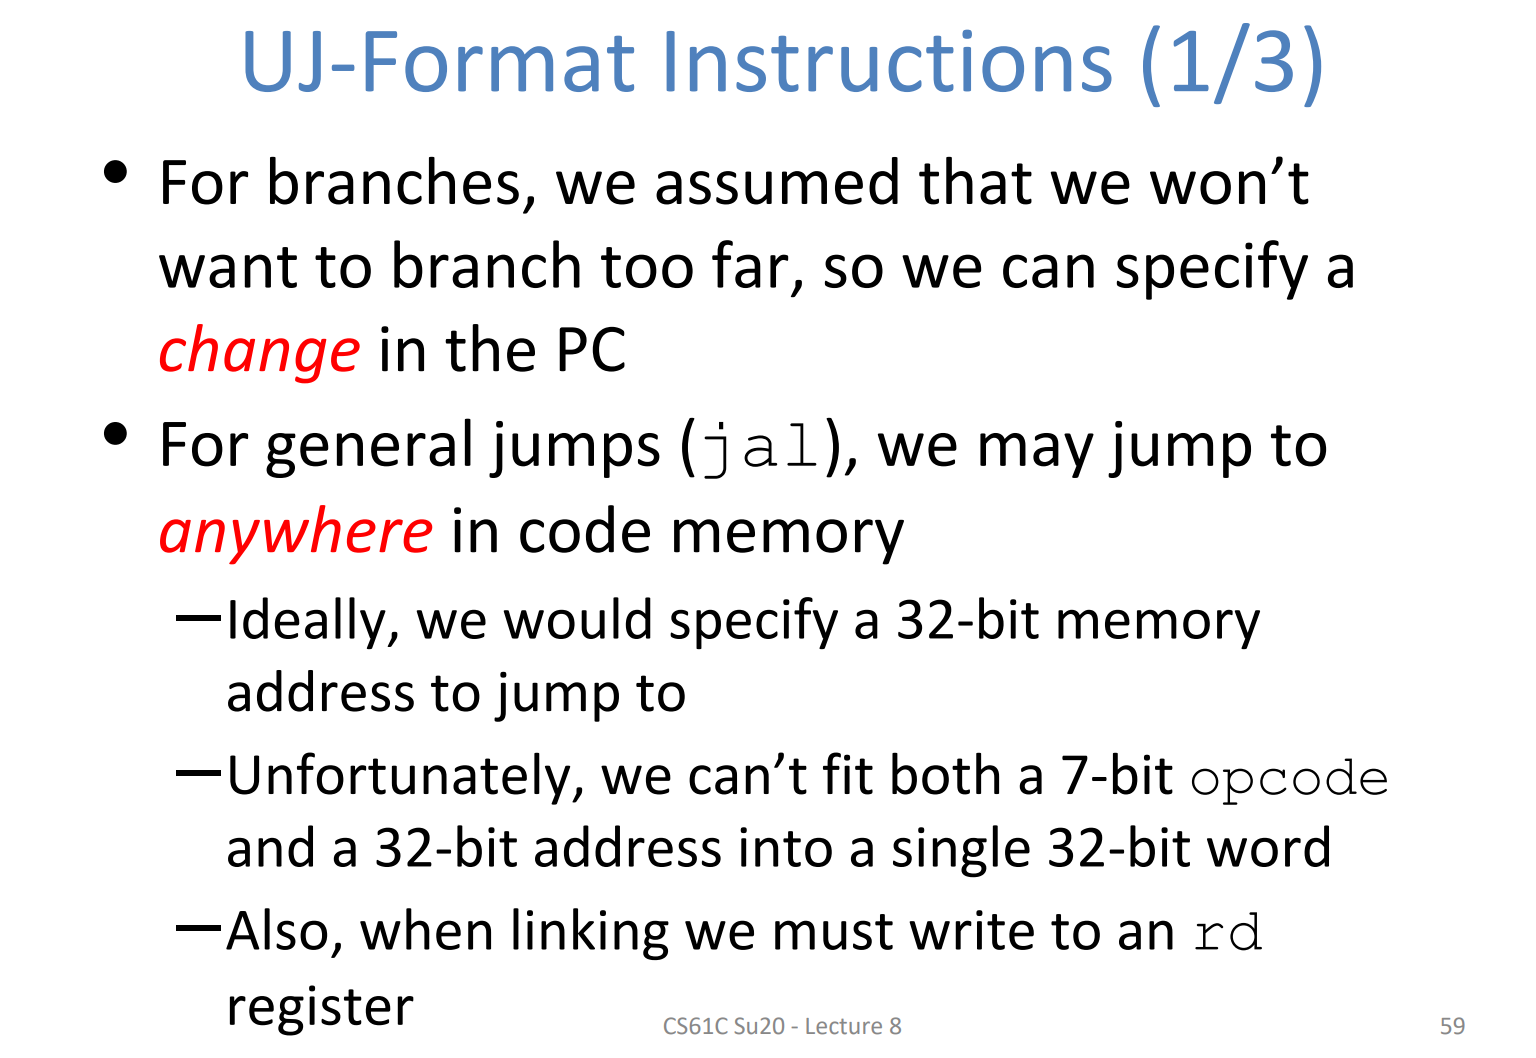 UJ-Format Instructions (1/3)
• For branches, we assumed that we won’t
want to branch too far, so we can specify a
change in the PC
• For general jumps (jal), we may jump to
anywhere in code memory
—Ideally, we would specify a 32-bit memory
address to jump to
—Unfortunately, we can’t fit both a 7-bit opcode
and a 32-bit address into a single 32-bit word
—Also, when linking we must write to an rd
register
CS61C Su20 - Lecture 8
59